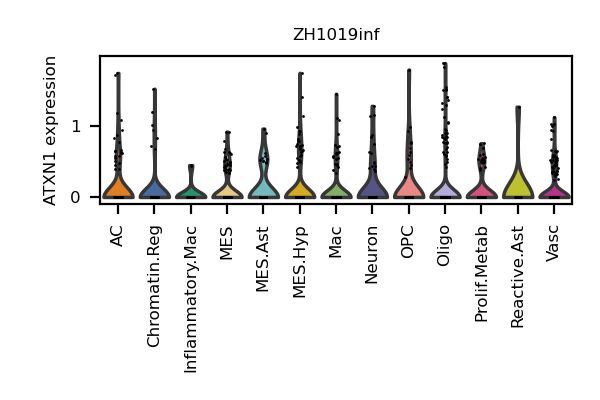 ZH1019inf
ATXN1 expression
1
0
AC
Chromatin.Reg
Inflammatory.Mac
MES
MES.Ast
MES.Hyp
Mac
Neuron
OPC
Oligo
Prolif.Metab
Reactive.Ast
Vasc